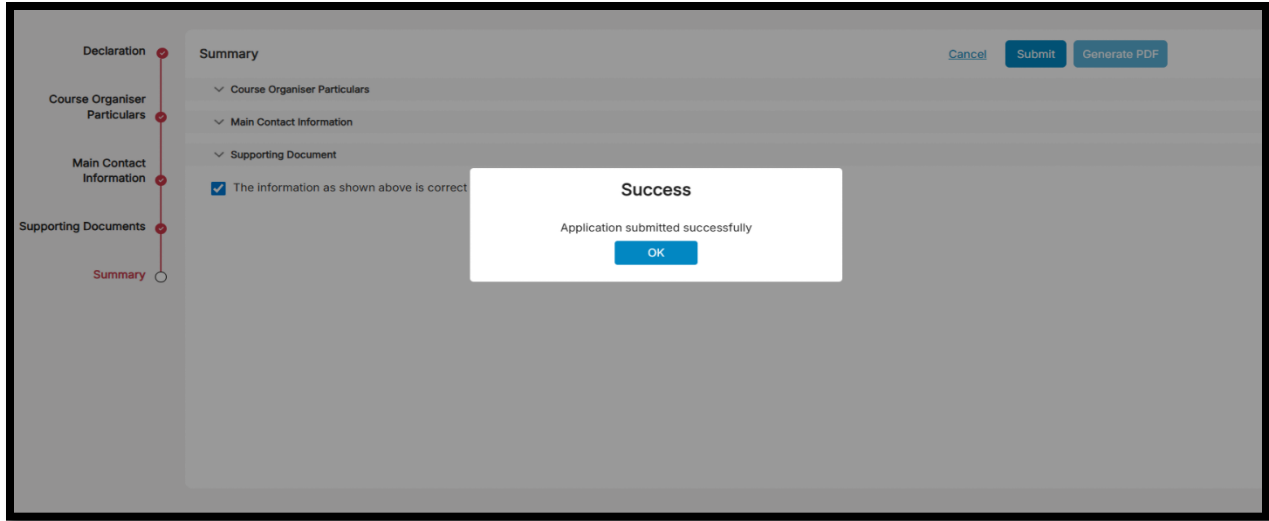 Declaration
Course Organiser
Particulars
Main Contact
Information
Supporting Documents
Summary
Summary
Cancel
Submit
Generate PDF
Course Organiser Particulars
Main Contact Information
Supporting Document
The information as shown above is correct
Success
Application submitted successfully
OK